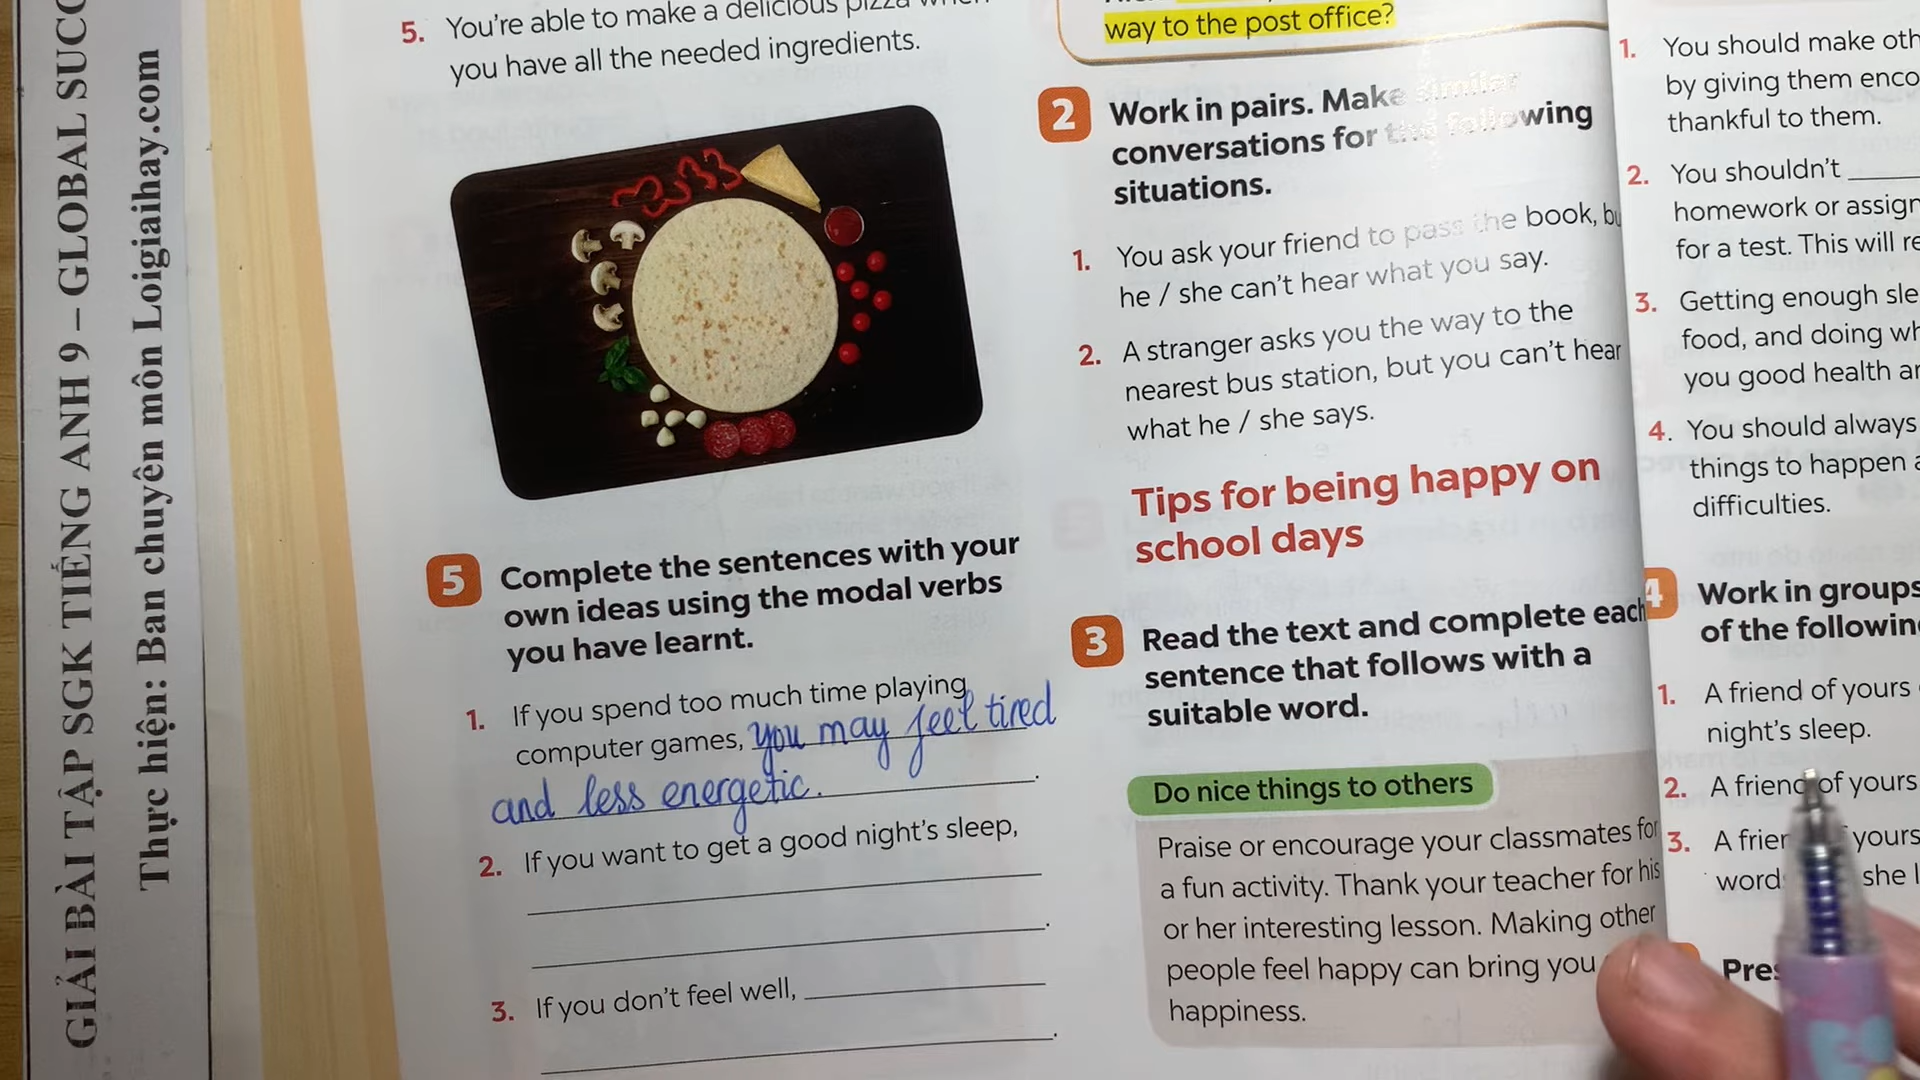 GIẢI BÀI TẬP SGK TIẾNG ANH 9 – GLOBAL SUCC
Thực hiện: Ban chuyên môn Loigiaihay.com
5. You're able to make a delicious pizza
you have all the needed ingredients.
5 Complete the sentences with your
own ideas using the modal verbs
you have learnt.
1. If you spend too much time playing
computer games, you may feel tired
and less energetic.
2. If you want to get a good night's sleep,
3. If you don't feel well,
way to the post office?
2 Work in pairs. Make similar
conversations for the following
situations.
1. You ask your friend to pass the book, bu
he / she can't hear what you say.
2. A stranger asks you the way to the
nearest bus station, but you can't hear
what he / she says.
Tips for being happy on
school days
3 Read the text and complete each
sentence that follows with a
suitable word.
Do nice things to others
Praise or encourage your classmates for
a fun activity. Thank your teacher for his
or her interesting lesson. Making other
people feel happy can bring you
happiness.
1. You should make oth
by giving them enco
thankful to them.
2. You shouldn't
homework or assign
for a test. This will re
3. Getting enough sle
food, and doing wh
you good health an
4. You should always
things to happen a
difficulties.
4 Work in groups
of the followin
1. A friend of yours
night's sleep.
2. A friend of yours
3. A frien yours
word she l
Pres